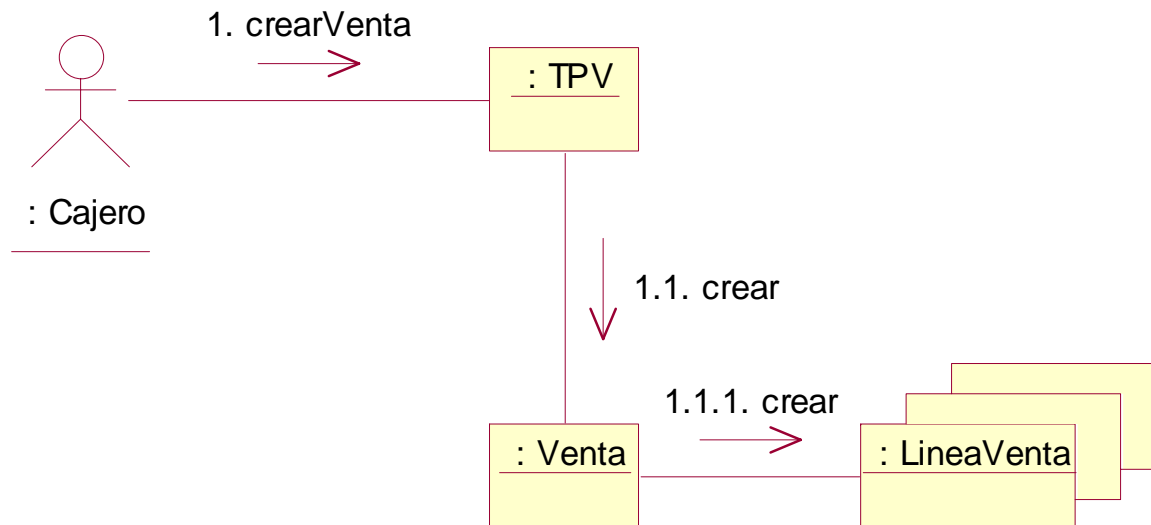 1. crearVenta
: TPV
: Cajero
1.1. crear
1.1.1. crear
: Venta
: LineaVenta